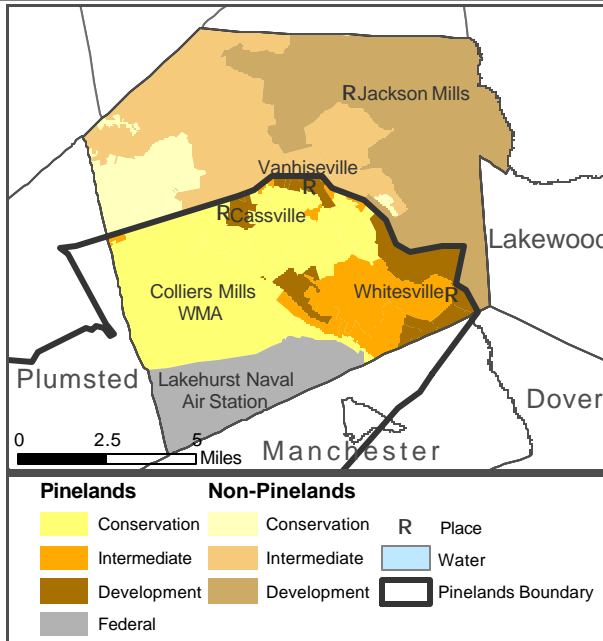 R Jackson Mills
Vanhiseville
R
R Cassville
Lakewood
Colliers Mills
WMA
Whitesville R
Plumsted
Lakehurst Naval
Air Station
Dover
0 2.5 5
Miles
Manchester
Pinelands Non-Pinelands
Conservation Conservation R Place
Intermediate Intermediate Water
Development Development Pinelands Boundary
Federal